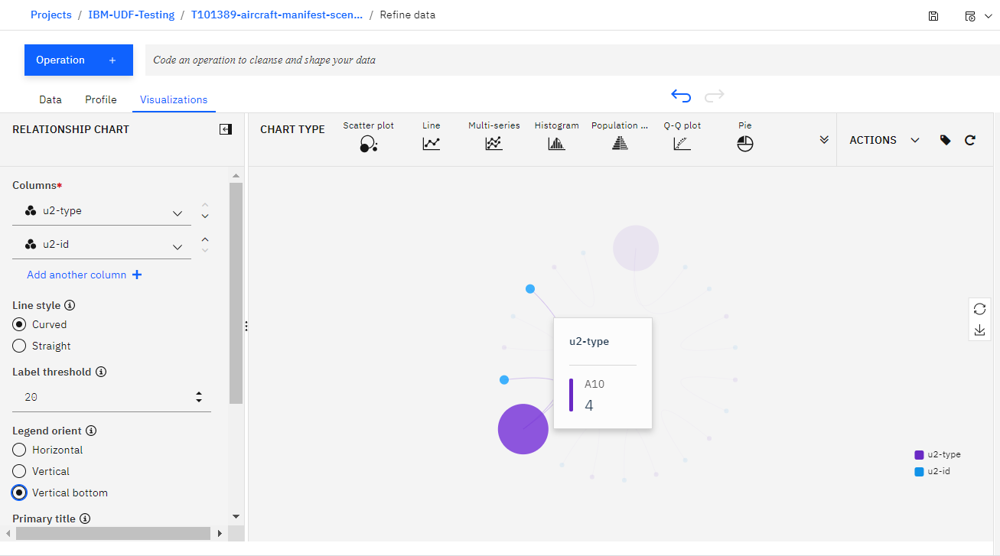 Projects / IBM-UDF-Testing / T101389-aircraft-manifest-scen... / Refine data
Operation +
Code an operation to cleanse and shape your data
Data Profile Visualizations
RELATIONSHIP CHART
Columns*
u2-type
u2-id
Add another column +
Line style
Curved
Straight
Label threshold
20
Legend orient
Horizontal
Vertical
Vertical bottom
Primary title
CHART TYPE
Scatter plot Line Multi-series Histogram Population ... Q-Q plot Pie
ACTIONS
u2-type
A10
4
u2-type
u2-id